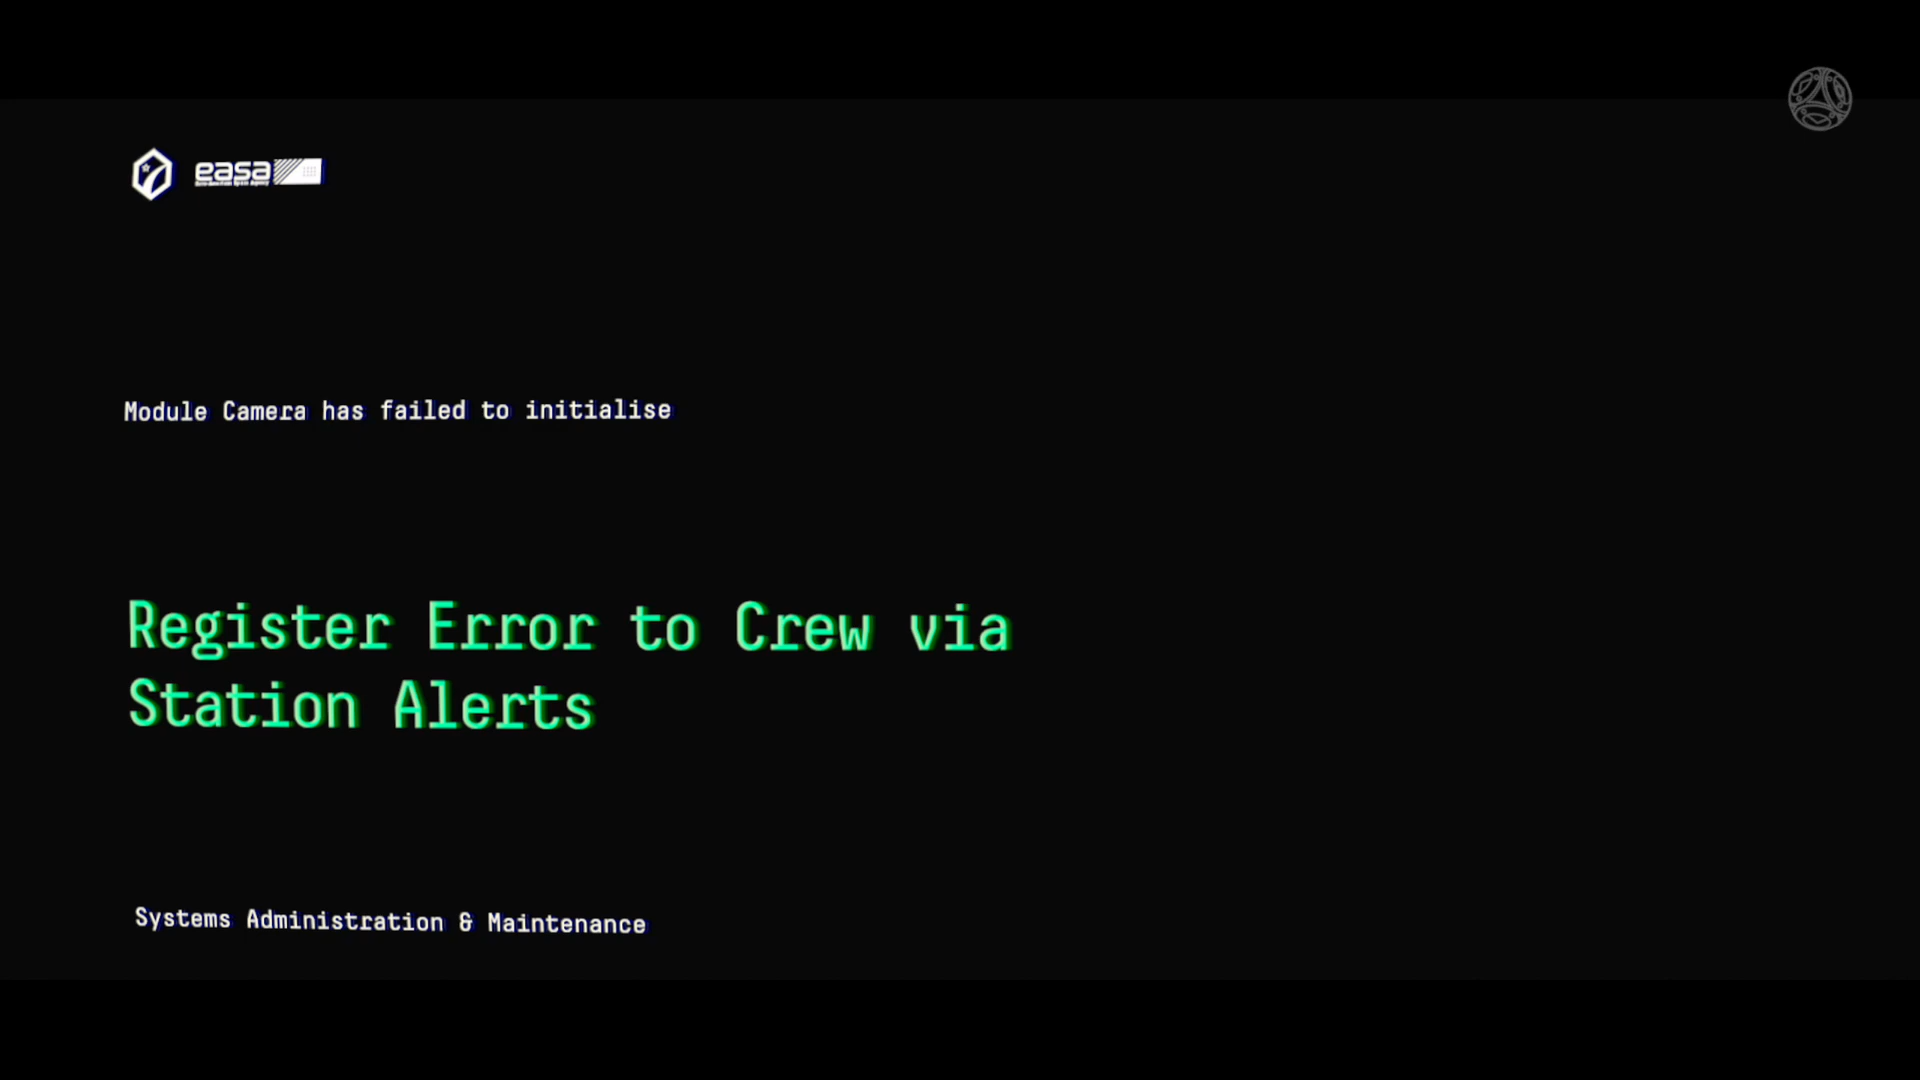 easa
Module Camera has failed to initialise
Register Error to Crew via
Station Alerts
Systems Administration & Maintenance